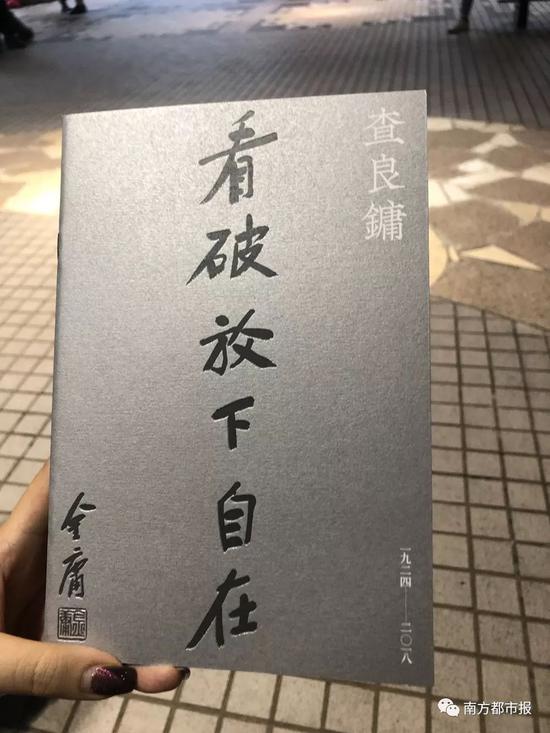 查良鏞
看破放下自在
金庸
一九二四——二〇一八
南方都市报